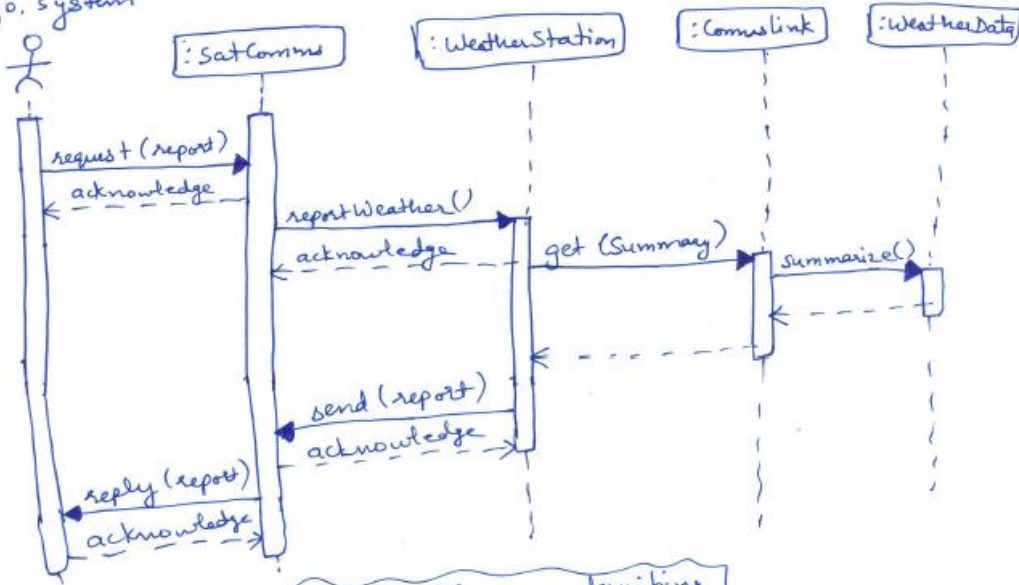 system
:SatComms
:WeatherStation
:Commslink
:WeatherData
request (report)
acknowledge
reportWeather()
acknowledge
get (Summary)
summarize()
send (report)
acknowledge
reply (report)
acknowledge